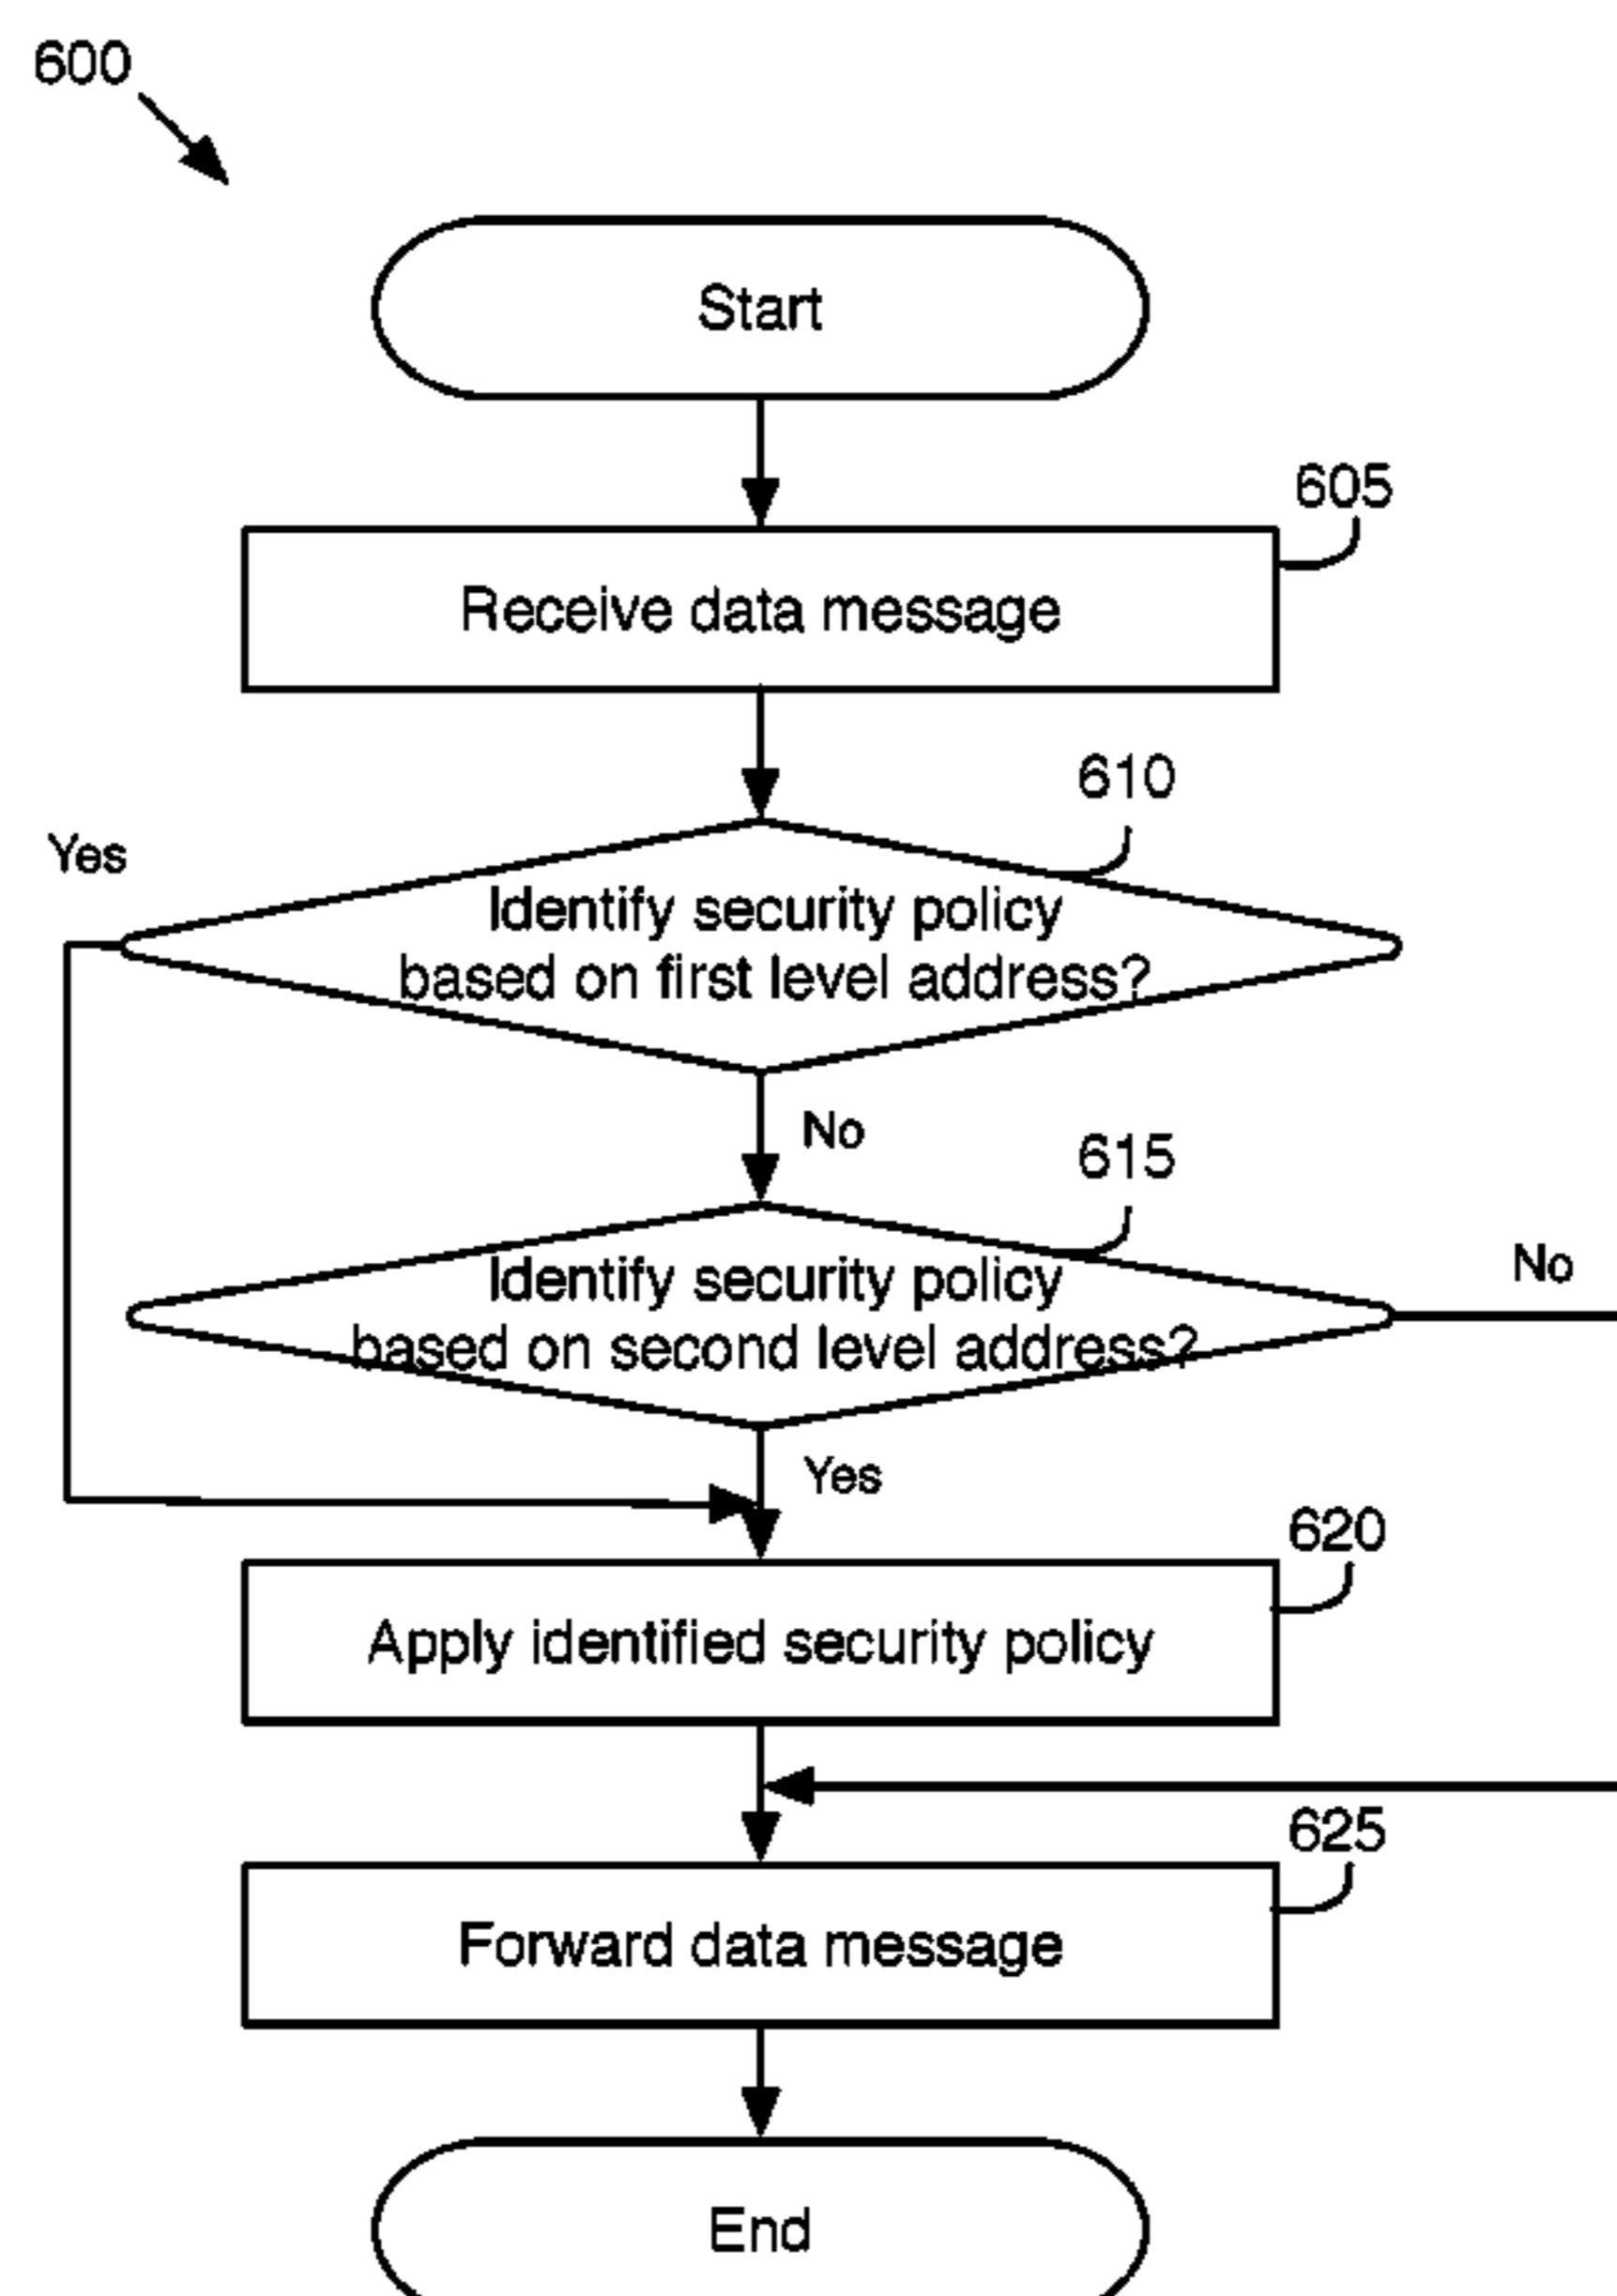 600
Start
605
Receive data message
610
Yes
Identify security policy
based on first level address?
No
615
Identify security policy
based on second level address?
No
Yes
620
Apply identified security policy
625
Forward data message
End